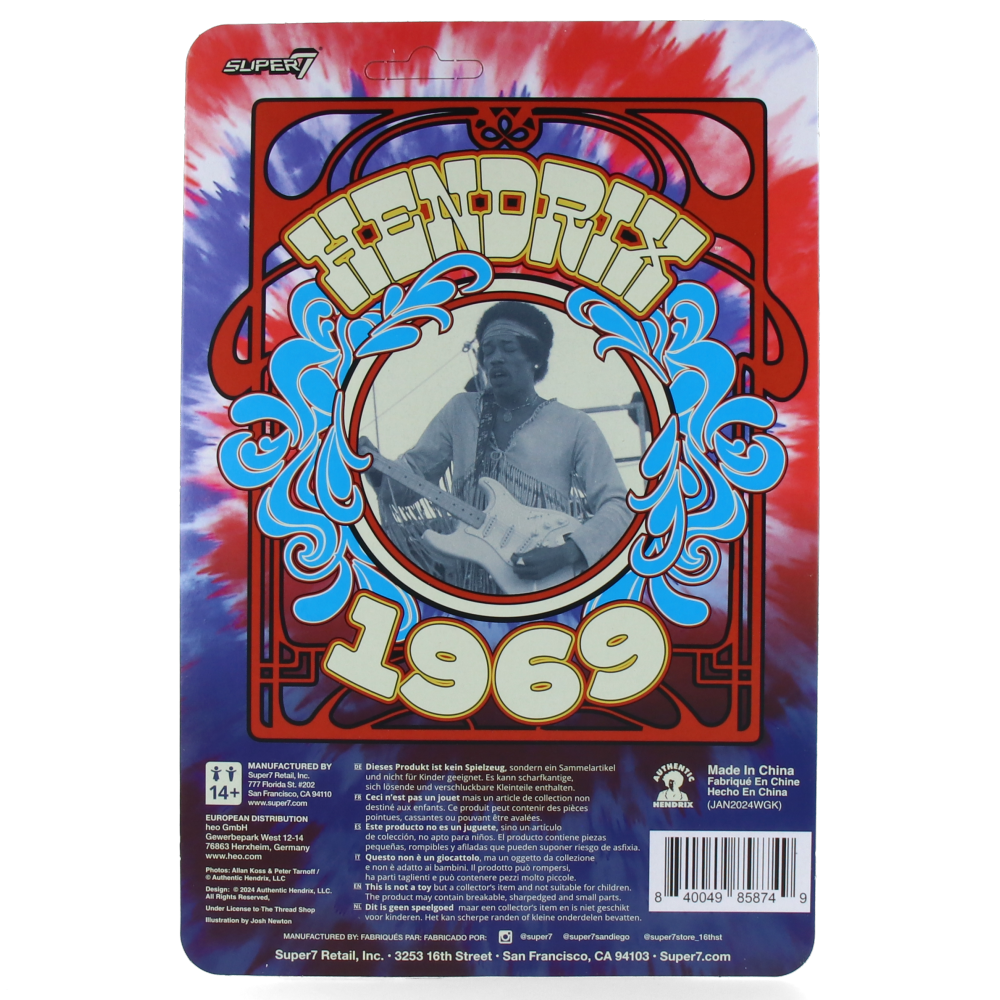 SUPER7
HENDRIX
1969
14+
MANUFACTURED BY
Super7 Retail, Inc.
777 Florida St. #202
San Francisco, CA 94110
www.super7.com
EUROPEAN DISTRIBUTION
heo GmbH
Gewerbepark West 12-14
76863 Herxheim, Germany
www.heo.com
Photos: Allan Koss & Peter Tarnoff /
© Authentic Hendrix, LLC
Design: © 2024 Authentic Hendrix, LLC.
All Rights Reserved,
Under License to The Thread Shop
Illustration by Josh Newton
DE Dieses Produkt ist kein Spielzeug, sondern ein Sammelartikel
und nicht für Kinder geeignet. Es kann scharfkantige,
sich lösende und verschluckbare Kleinteile enthalten.
FR Ceci n'est pas un jouet mais un article de collection non
destiné aux enfants. Ce produit peut contenir des pièces
pointues, cassantes ou pouvant être avalées.
ES Este producto no es un juguete, sino un artículo
de colección, no apto para niños. El producto contiene piezas
pequeñas, rompibles y afiladas que pueden suponer riesgo de asfixia.
IT Questo non è un giocattolo, ma un oggetto da collezione
e non è adatto ai bambini. Il prodotto può rompersi,
ha parti taglienti e può contenere pezzi molto piccole.
EN This is not a toy but a collector's item and not suitable for children.
The product may contain breakable, sharpedged and small parts.
NL Dit is geen speelgoed maar een collector's item en is niet geschikt
voor kinderen. Het kan scherpe randen of kleine onderdelen bevatten.
AUTHENTIC
HENDRIX
Made In China
Fabriqué En Chine
Hecho En China
(JAN2024WGK)
8 40049 85874 9
MANUFACTURED BY: FABRIQUÉS PAR: FABRICADO POR: @super7 @super7sandiego @super7store_16thst
Super7 Retail, Inc. • 3253 16th Street • San Francisco, CA 94103 • Super7.com